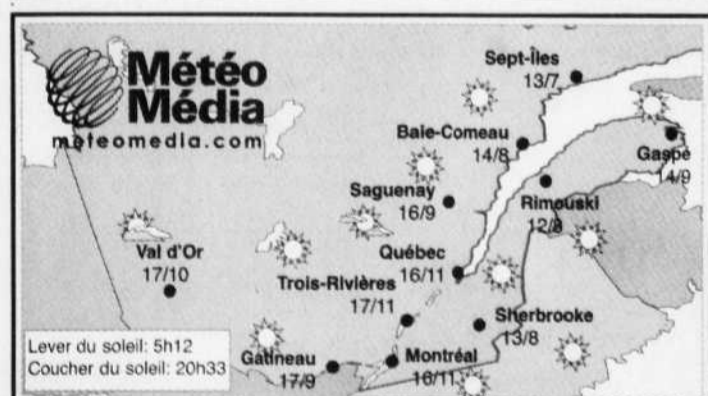 Météo
Média
meteomedia.com
Sept-Îles
13/7
Baie-Comeau
14/8
Gaspé
14/9
Saguenay
16/9
Rimouski
12/8
Val d'Or
17/10
Québec
16/11
Trois-Rivières
17/11
Sherbrooke
13/8
Lever du soleil: 5h12
Coucher du soleil: 20h33
Gatineau
17/9
Montréal
16/11